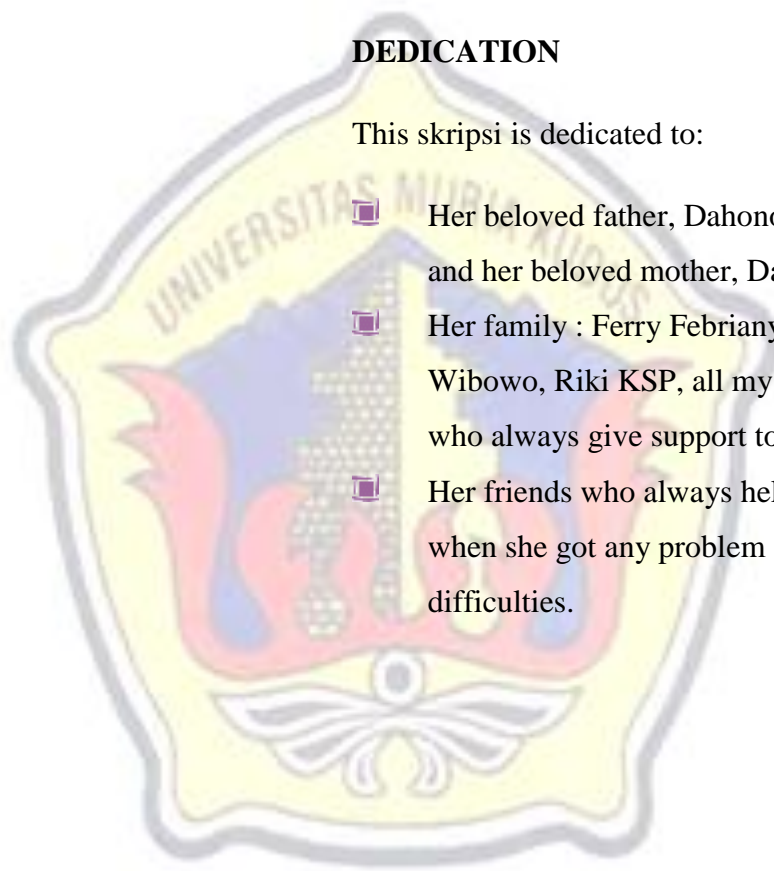 DEDICATION
This skripsi is dedicated to:
Her beloved father, Dahono
and her beloved mother, Da
Her family : Ferry Febriany
Wibowo, Riki KSP, all my
who always give support to
Her friends who always hel
when she got any problem
difficulties.
UNIVERSITAS MURIA KUDUS